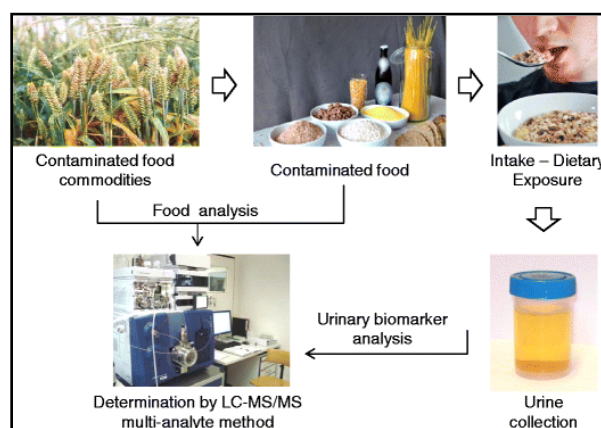 Contaminated food
commodities
Contaminated food
Intake – Dietary
Exposure
Food analysis
Urinary biomarker
analysis
Determination by LC-MS/MS
multi-analyte method
Urine
collection